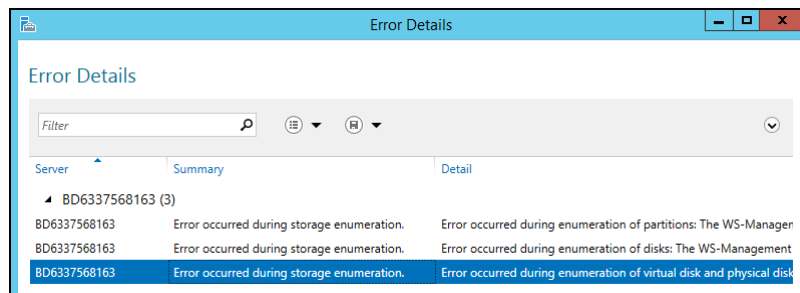 Error Details
Error Details
Filter
Server Summary Detail
BD6337568163 (3)
BD6337568163 Error occurred during storage enumeration. Error occurred during enumeration of partitions: The WS-Managen
BD6337568163 Error occurred during storage enumeration. Error occurred during enumeration of disks: The WS-Management
BD6337568163 Error occurred during storage enumeration. Error occurred during enumeration of virtual disk and physical disk